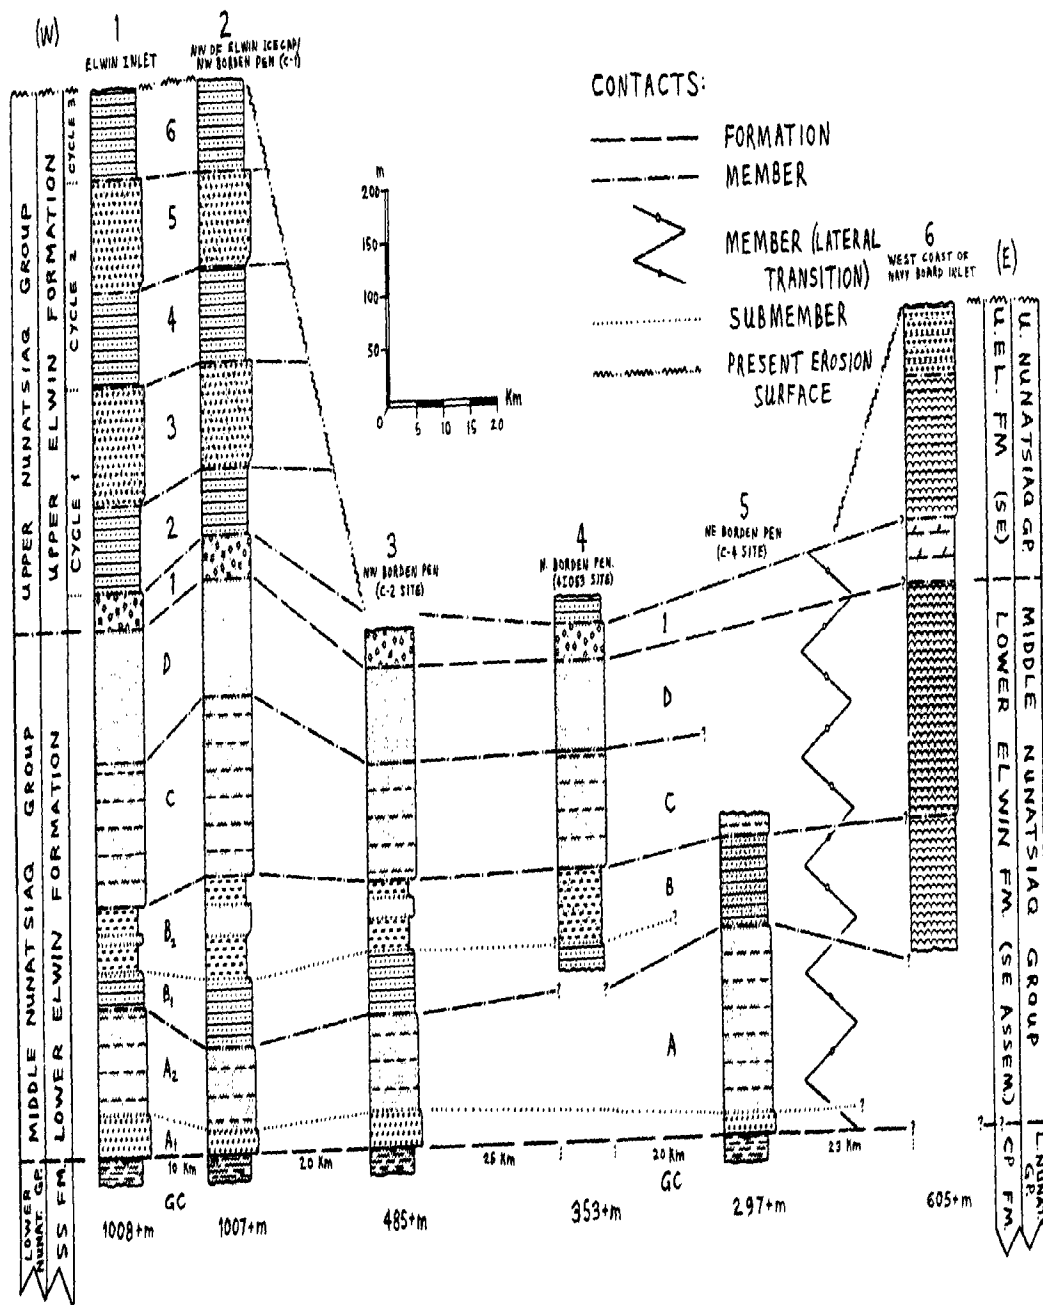 (W)
1
ELWIN INLET
2
NW OF ELWIN ICECAP/
NW BORDEN PEN (C-1)
CONTACTS:
FORMATION
MEMBER
MEMBER (LATERAL
TRANSITION)
SUBMEMBER
PRESENT EROSION
SURFACE
m
200
150
100
50
0
5
10
15
20
Km
6
WEST COAST OF
NAVY BOARD INLET
(E)
3
NW BORDEN PEN
(C-2 SITE)
4
N. BORDEN PEN.
5
NE BORDEN PEN
(C-4 SITE)
UPPER NUNATSIAQ GROUP
UPPER ELWIN FORMATION
CYCLE 3
CYCLE 2
CYCLE 1
MIDDLE NUNATSIAQ GROUP
LOWER ELWIN FORMATION
LOWER
NUNAT. GP.
SS FM.
6
5
4
3
2
1
D
C
B₂
B₁
A₂
A₁
1
D
C
B
A
?
?
?
?
?
?
?
?
?
?
?
?
?
U. EL. FM (SE)
U. NUNATSIAQ GP.
LOWER ELWIN FM. (SE ASSEM)
MIDDLE NUNATSIAQ GROUP
CP FM.
L. NUNAT.
GP.
10 Km
20 Km
26 Km
20 Km
23 Km
GC
GC
1008+m
1007+m
485+m
353+m
297+m
605+m